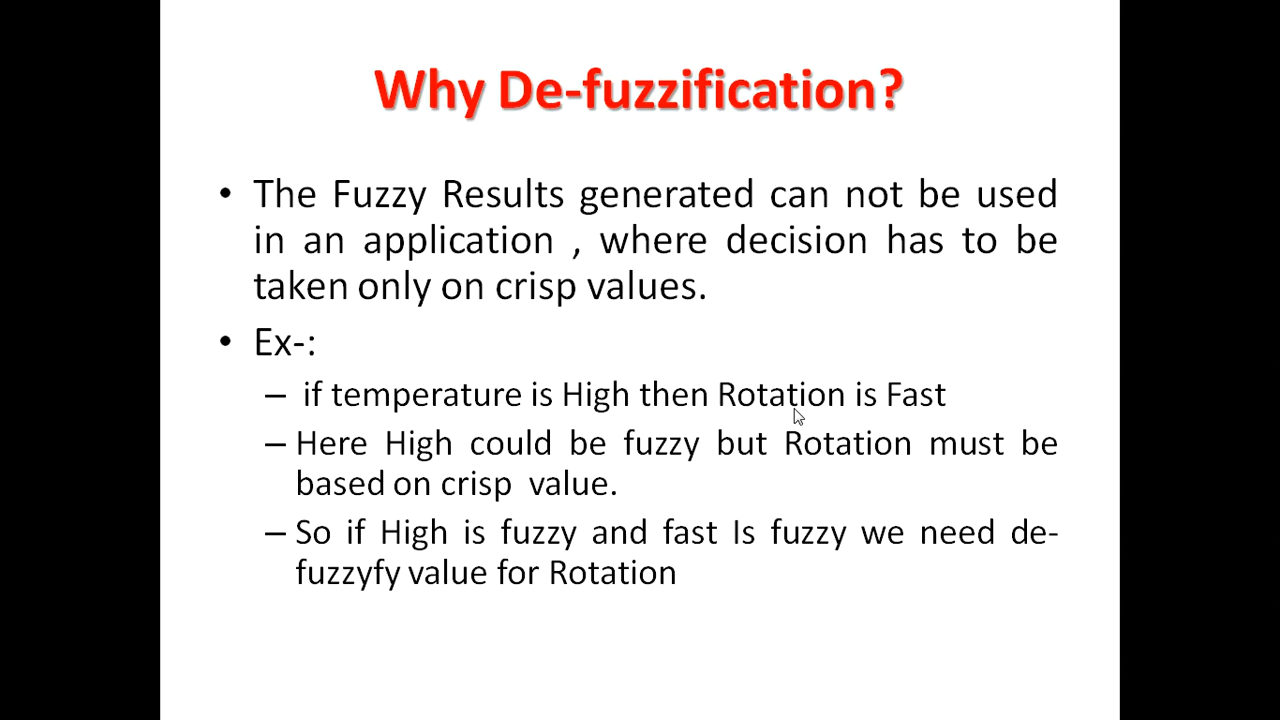 Why De-fuzzification?
• The Fuzzy Results generated can not be used
in an application , where decision has to be
taken only on crisp values.
• Ex-:
– if temperature is High then Rotation is Fast
– Here High could be fuzzy but Rotation must be
based on crisp value.
– So if High is fuzzy and fast Is fuzzy we need de-
fuzzyfy value for Rotation